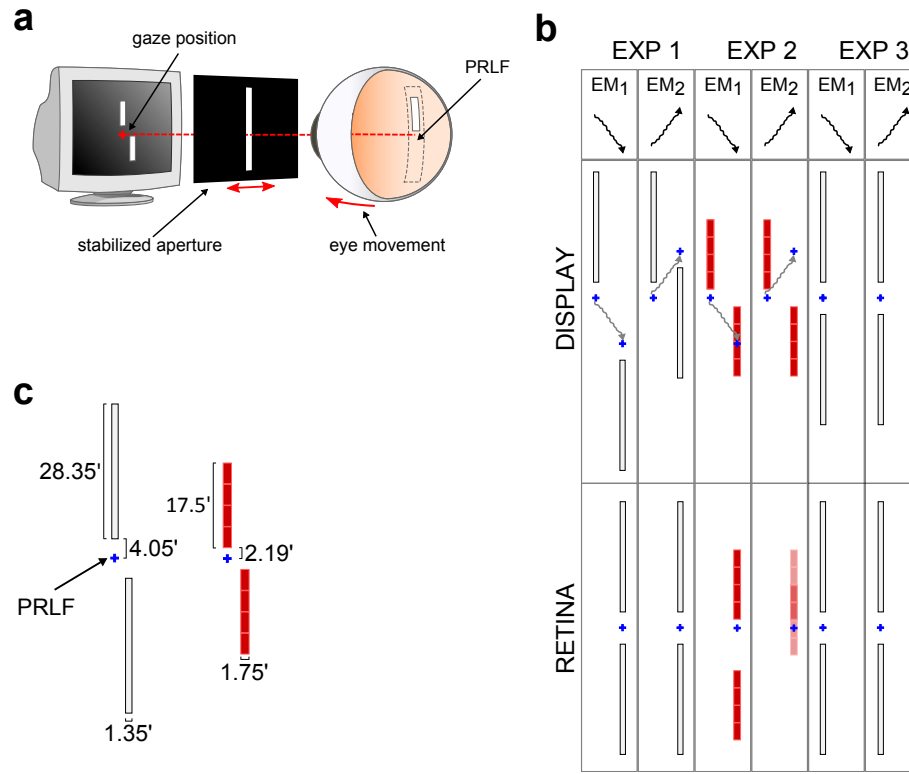 a
gaze position
PRLF
stabilized aperture
eye movement
b
EXP 1 EXP 2 EXP 3
EM1 EM2 EM1 EM2 EM1 EM2
DISPLAY
RETINA
c
28.35'
4.05'
PRLF
1.35'
17.5'
2.19'
1.75'